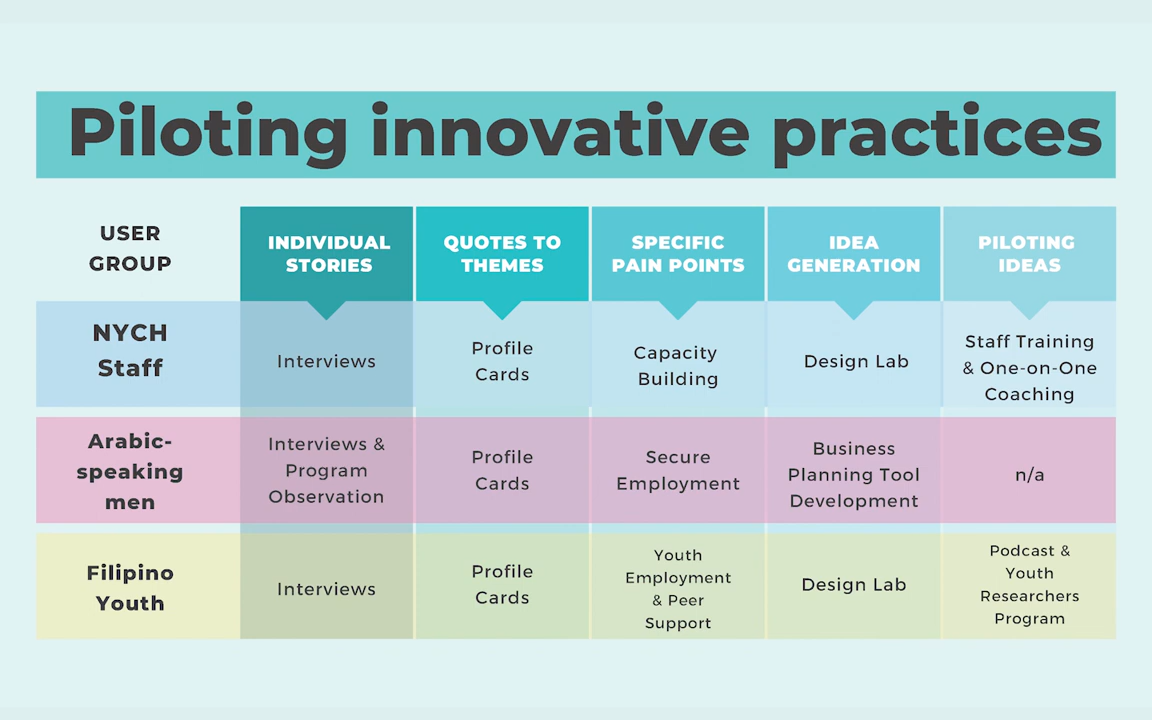 Piloting innovative practices
USER
GROUP
INDIVIDUAL
STORIES
QUOTES TO
THEMES
SPECIFIC
PAIN POINTS
IDEA
GENERATION
PILOTING
IDEAS
NYCH
Staff
Interviews
Profile
Cards
Capacity
Building
Design Lab
Staff Training
& One-on-One
Coaching
Arabic-
speaking
men
Interviews &
Program
Observation
Profile
Cards
Secure
Employment
Business
Planning Tool
Development
n/a
Filipino
Youth
Interviews
Profile
Cards
Youth
Employment
& Peer
Support
Design Lab
Podcast &
Youth
Researchers
Program